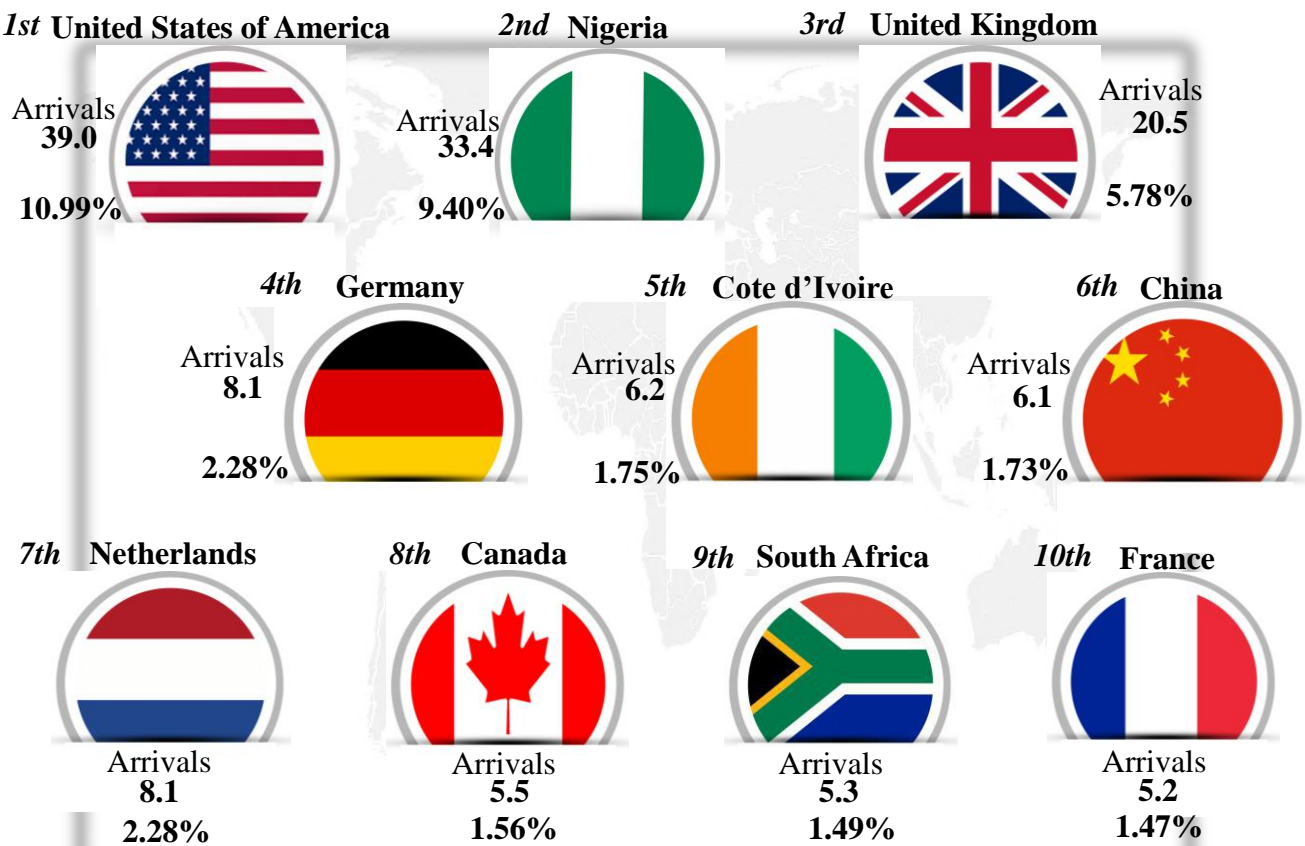 1st United States of America
Arrivals
39.0
10.99%
2nd Nigeria
Arrivals
33.4
9.40%
3rd United Kingdom
Arrivals
20.5
5.78%
4th Germany
Arrivals
8.1
2.28%
5th Cote d’Ivoire
Arrivals
6.2
1.75%
6th China
Arrivals
6.1
1.73%
7th Netherlands
Arrivals
8.1
2.28%
8th Canada
Arrivals
5.5
1.56%
9th South Africa
Arrivals
5.3
1.49%
10th France
Arrivals
5.2
1.47%